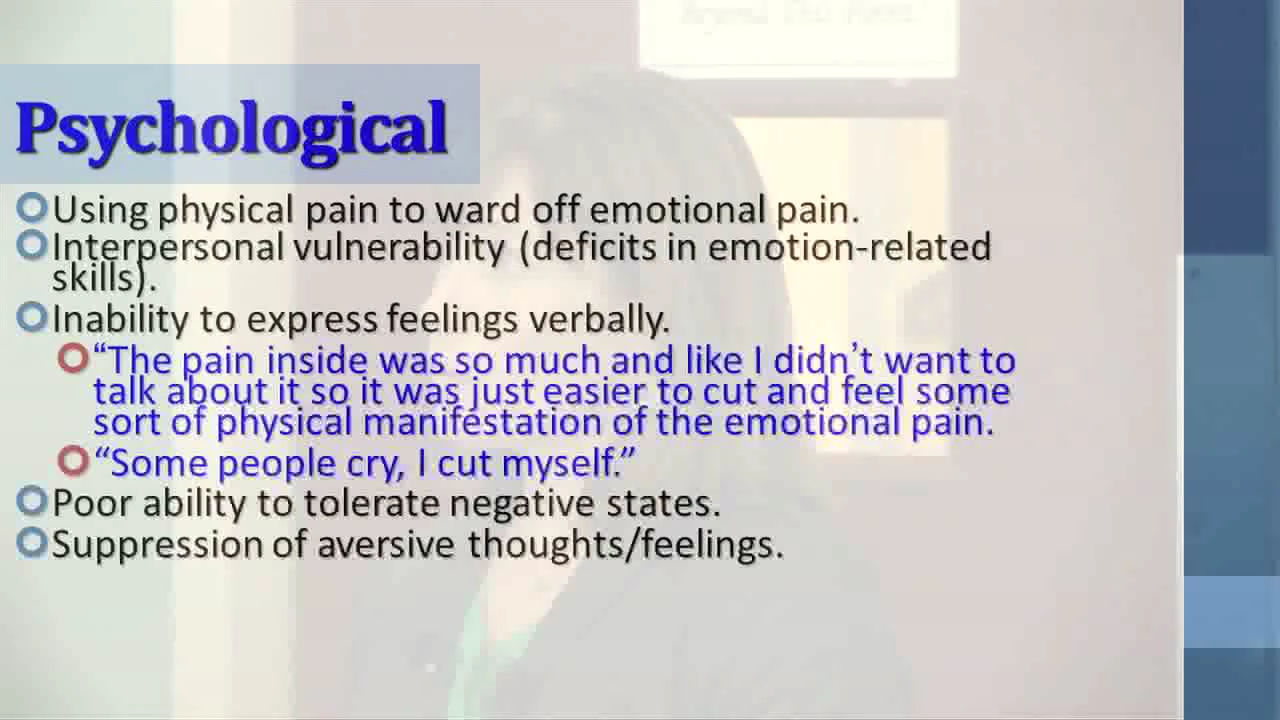 Psychological
Using physical pain to ward off emotional pain.
Interpersonal vulnerability (deficits in emotion-related
skills).
Inability to express feelings verbally.
“The pain inside was so much and like I didn’t want to
talk about it so it was just easier to cut and feel some
sort of physical manifestation of the emotional pain.
“Some people cry, I cut myself.”
Poor ability to tolerate negative states.
Suppression of aversive thoughts/feelings.